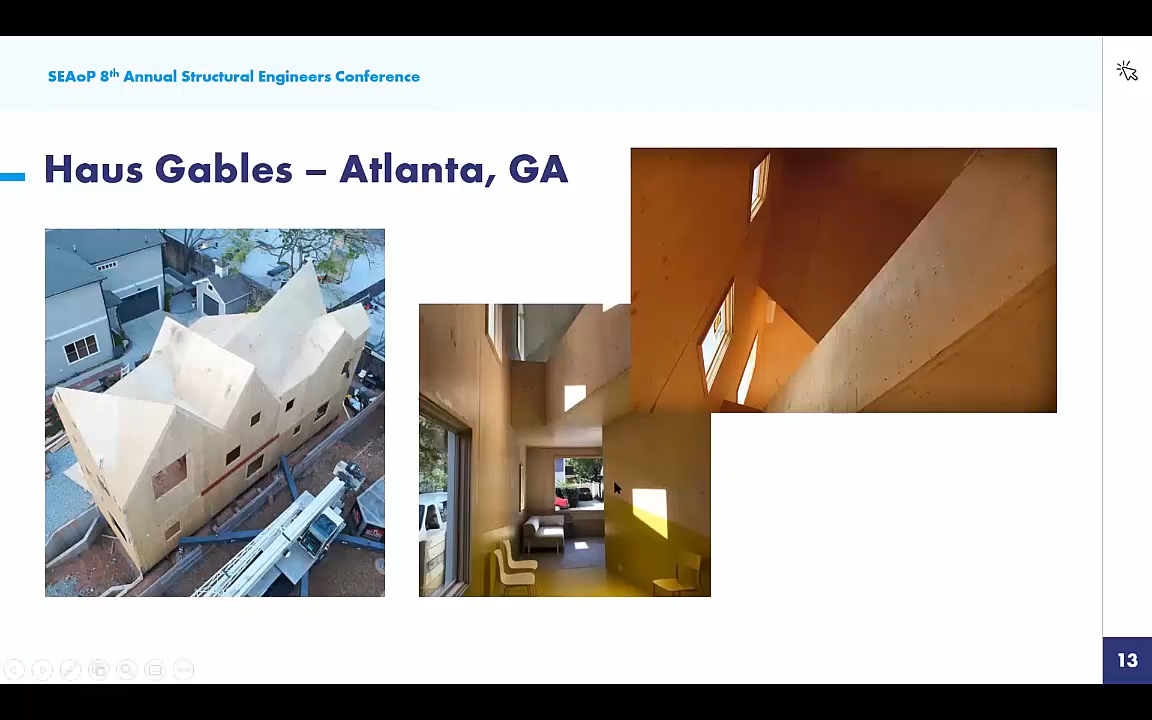 SEAoP 8th Annual Structural Engineers Conference
Haus Gables – Atlanta, GA
13